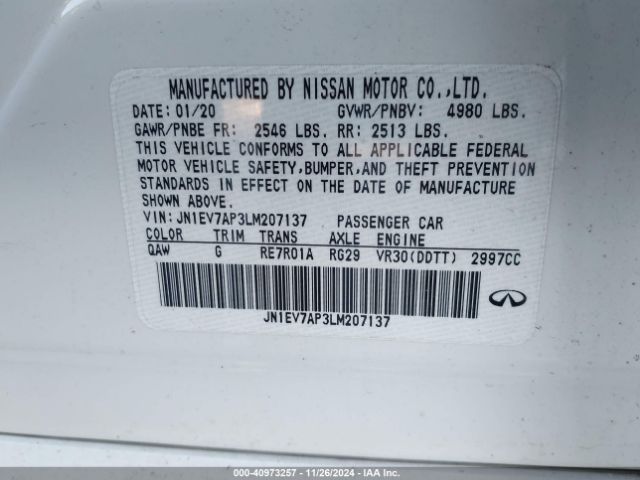 MANUFACTURED BY NISSAN MOTOR CO.,LTD.
DATE: 01/20 GVWR/PNBV: 4980 LBS.
GAWR/PNBE FR: 2546 LBS. RR: 2513 LBS.
THIS VEHICLE CONFORMS TO ALL APPLICABLE FEDERAL
MOTOR VEHICLE SAFETY,BUMPER,AND THEFT PREVENTION
STANDARDS IN EFFECT ON THE DATE OF MANUFACTURE
SHOWN ABOVE.
VIN: JN1EV7AP3LM207137 PASSENGER CAR
COLOR TRIM TRANS AXLE ENGINE
QAW G RE7R01A RG29 VR30(DDTT) 2997CC
JN1EV7AP3LM207137
000-40973257 | 11/26/2024 | IAA Inc.